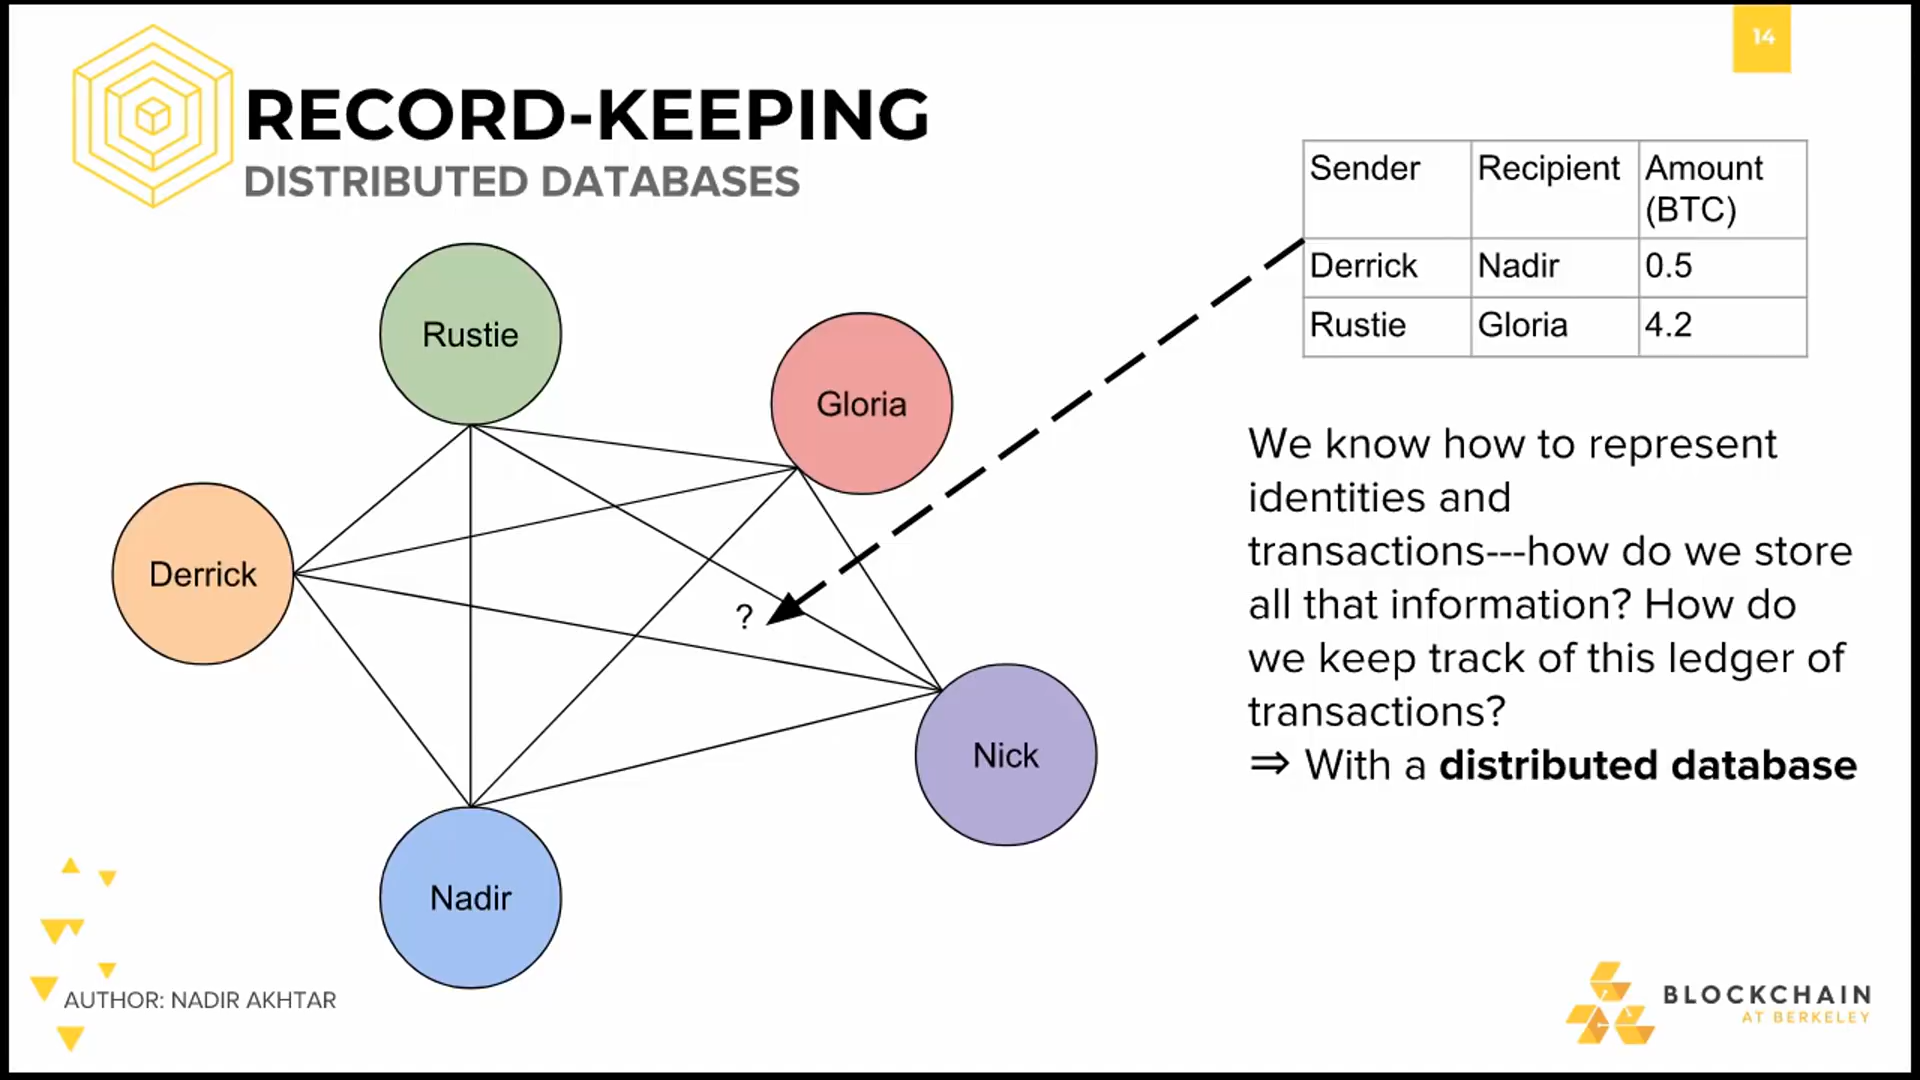 14
RECORD-KEEPING
DISTRIBUTED DATABASES
Sender Recipient Amount (BTC)
Derrick Nadir 0.5
Rustie Gloria 4.2
Rustie
Gloria
Derrick
?
Nick
Nadir
We know how to represent
identities and
transactions---how do we store
all that information? How do
we keep track of this ledger of
transactions?
⇒ With a distributed database
AUTHOR: NADIR AKHTAR
BLOCKCHAIN
AT BERKELEY